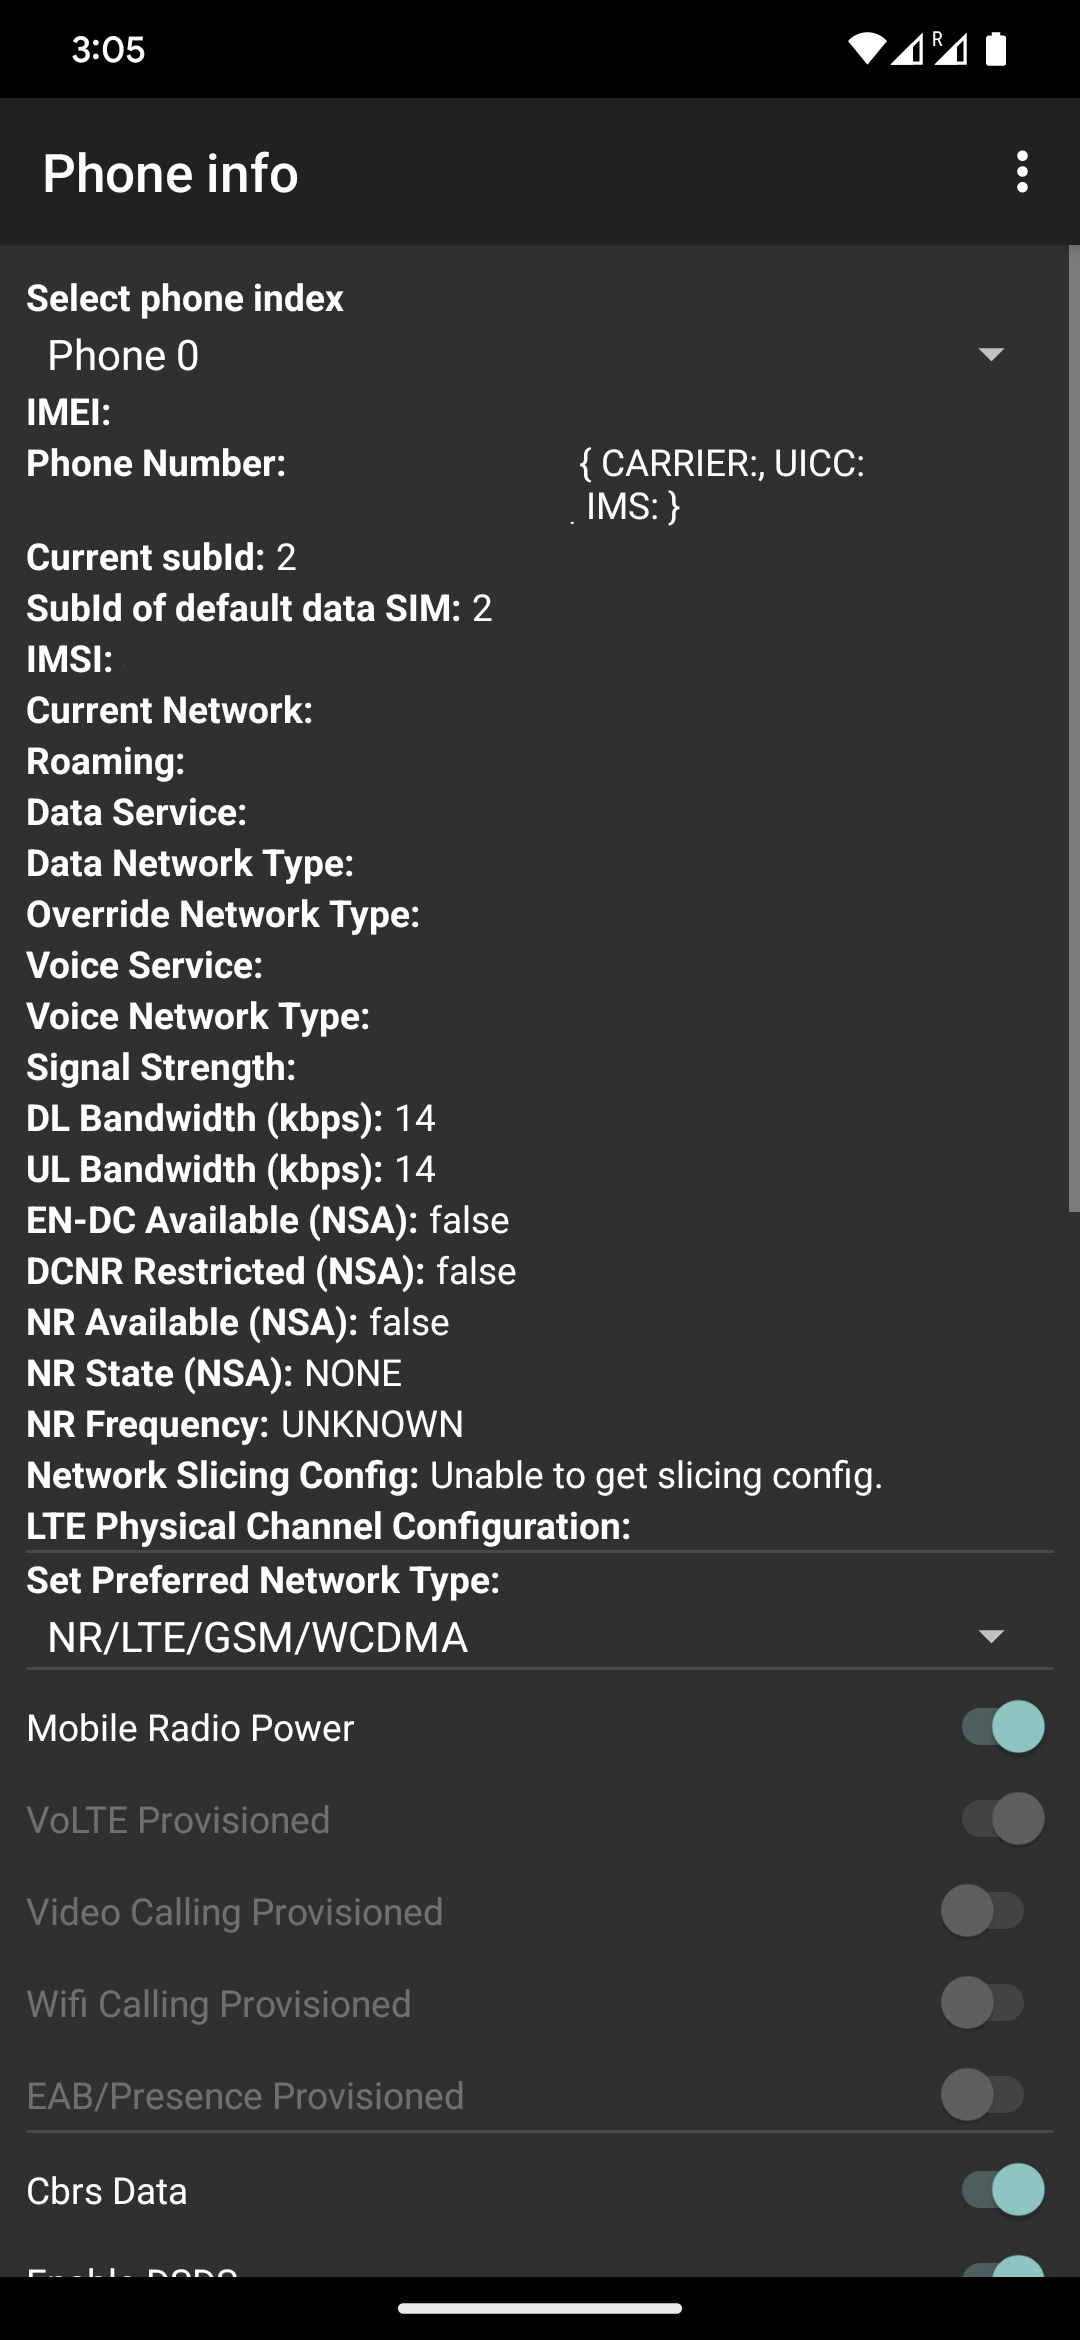 3:05
R
Phone info
Select phone index
Phone 0
IMEI:
Phone Number: { CARRIER:, UICC:
IMS: }
Current subId: 2
SubId of default data SIM: 2
IMSI:
Current Network:
Roaming:
Data Service:
Data Network Type:
Override Network Type:
Voice Service:
Voice Network Type:
Signal Strength:
DL Bandwidth (kbps): 14
UL Bandwidth (kbps): 14
EN-DC Available (NSA): false
DCNR Restricted (NSA): false
NR Available (NSA): false
NR State (NSA): NONE
NR Frequency: UNKNOWN
Network Slicing Config: Unable to get slicing config.
LTE Physical Channel Configuration:
Set Preferred Network Type:
NR/LTE/GSM/WCDMA
Mobile Radio Power
VoLTE Provisioned
Video Calling Provisioned
Wifi Calling Provisioned
EAB/Presence Provisioned
Cbrs Data
Enable DSDS